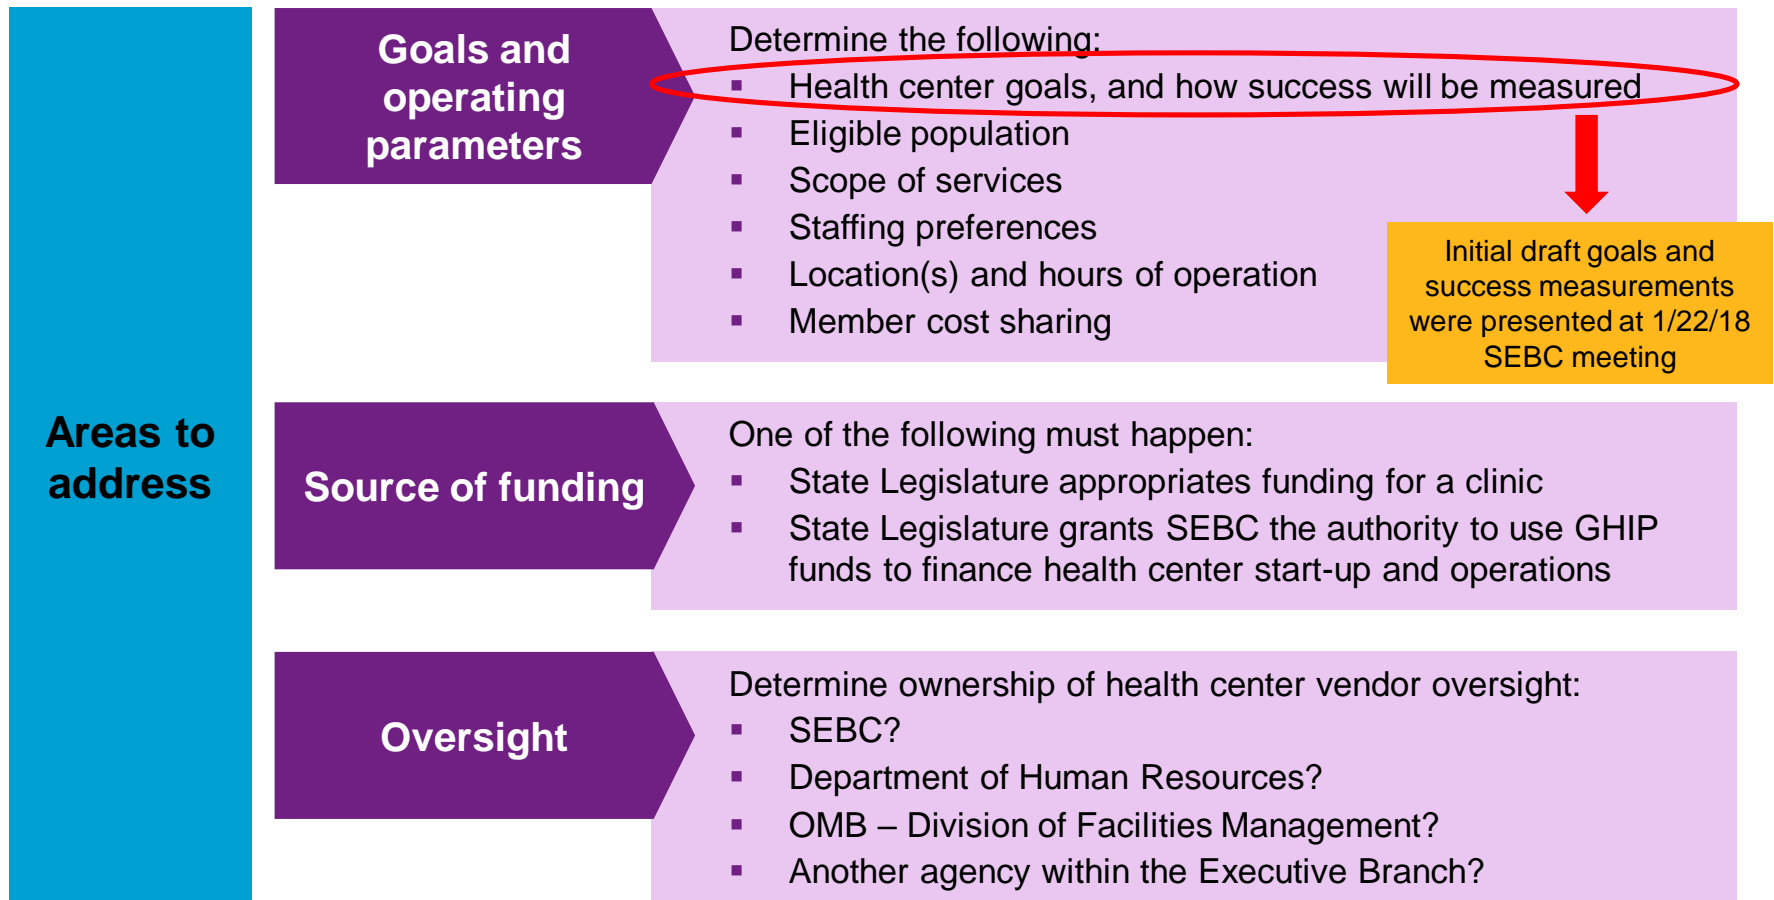 Areas to
address
Goals and
operating
parameters
Determine the following:
▪ Health center goals, and how success will be measured
▪ Eligible population
▪ Scope of services
▪ Staffing preferences
▪ Location(s) and hours of operation
▪ Member cost sharing
Initial draft goals and
success measurements
were presented at 1/22/18
SEBC meeting
Source of funding
One of the following must happen:
▪ State Legislature appropriates funding for a clinic
▪ State Legislature grants SEBC the authority to use GHIP
funds to finance health center start-up and operations
Oversight
Determine ownership of health center vendor oversight:
▪ SEBC?
▪ Department of Human Resources?
▪ OMB – Division of Facilities Management?
▪ Another agency within the Executive Branch?